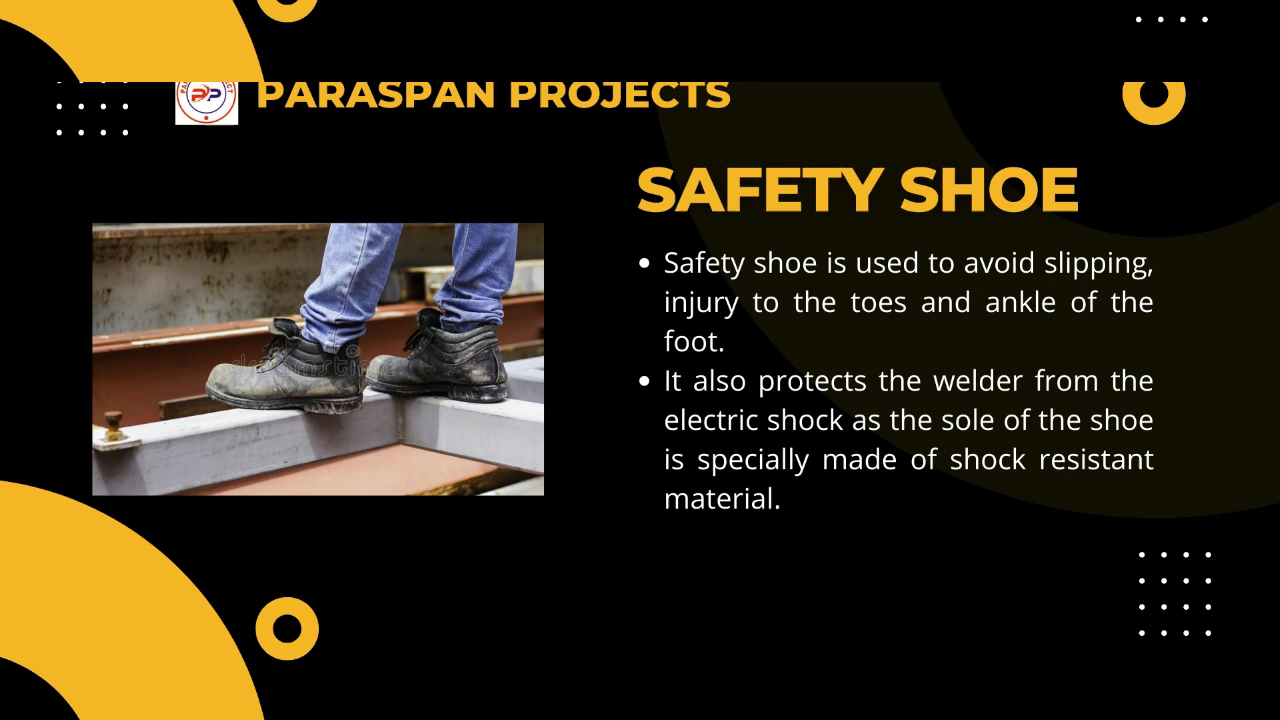 PARASPAN PROJECTS
SAFETY SHOE
Safety shoe is used to avoid slipping,
injury to the toes and ankle of the
foot.
It also protects the welder from the
electric shock as the sole of the shoe
is specially made of shock resistant
material.